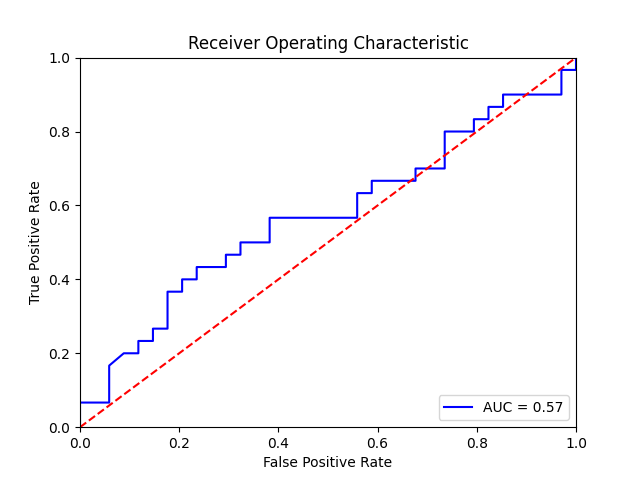 Receiver Operating Characteristic
True Positive Rate
1.0
0.8
0.6
0.4
0.2
0.0
AUC = 0.57
0.0 0.2 0.4 0.6 0.8 1.0
False Positive Rate